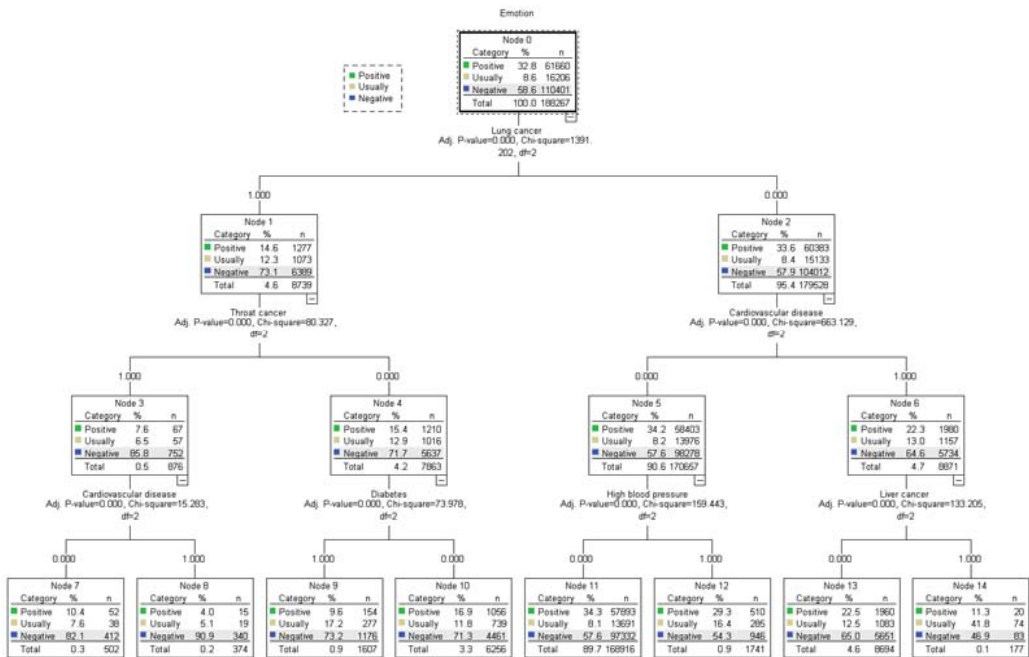 Emotion
Node 0
Category % n
Positive 32.8 61660
Usually 8.6 16206
Negative 58.6 110401
Total 100.0 188267
Positive
Usually
Negative
Lung cancer
Adj. P-value=0.000, Chi-square=1391.
202, df=2
1.000
0.000
Node 1
Category % n
Positive 14.6 1277
Usually 12.3 1073
Negative 73.1 6389
Total 4.6 8739
Node 2
Category % n
Positive 33.6 60383
Usually 8.4 15133
Negative 57.9 104012
Total 95.4 179528
Throat cancer
Adj. P-value=0.000, Chi-square=80.327,
df=2
Cardiovascular disease
Adj. P-value=0.000, Chi-square=663.129,
df=2
1.000
0.000
0.000
1.000
Node 3
Category % n
Positive 7.6 67
Usually 6.5 57
Negative 85.8 752
Total 0.5 876
Node 4
Category % n
Positive 15.4 1210
Usually 12.9 1016
Negative 71.7 5637
Total 4.2 7863
Node 5
Category % n
Positive 34.2 58403
Usually 8.2 13976
Negative 57.6 98278
Total 90.6 170657
Node 6
Category % n
Positive 22.3 1980
Usually 13.0 1157
Negative 64.6 5734
Total 4.7 8871
Cardiovascular disease
Adj. P-value=0.000, Chi-square=15.283,
df=2
Diabetes
Adj. P-value=0.000, Chi-square=73.978,
df=2
High blood pressure
Adj. P-value=0.000, Chi-square=159.443,
df=2
Liver cancer
Adj. P-value=0.000, Chi-square=133.205,
df=2
0.000
1.000
1.000
0.000
0.000
1.000
0.000
1.000
Node 7
Category % n
Positive 10.4 52
Usually 7.6 38
Negative 82.1 412
Total 0.3 502
Node 8
Category % n
Positive 4.0 15
Usually 5.1 19
Negative 90.9 340
Total 0.2 374
Node 9
Category % n
Positive 9.6 154
Usually 17.2 277
Negative 73.2 1176
Total 0.9 1607
Node 10
Category % n
Positive 16.9 1056
Usually 11.8 739
Negative 71.3 4461
Total 3.3 6256
Node 11
Category % n
Positive 34.3 57893
Usually 8.1 13691
Negative 57.6 97332
Total 89.7 168916
Node 12
Category % n
Positive 29.3 510
Usually 16.4 285
Negative 54.3 946
Total 0.9 1741
Node 13
Category % n
Positive 22.5 1960
Usually 12.5 1083
Negative 65.0 5651
Total 4.6 8694
Node 14
Category % n
Positive 11.3 20
Usually 41.8 74
Negative 46.9 83
Total 0.1 177